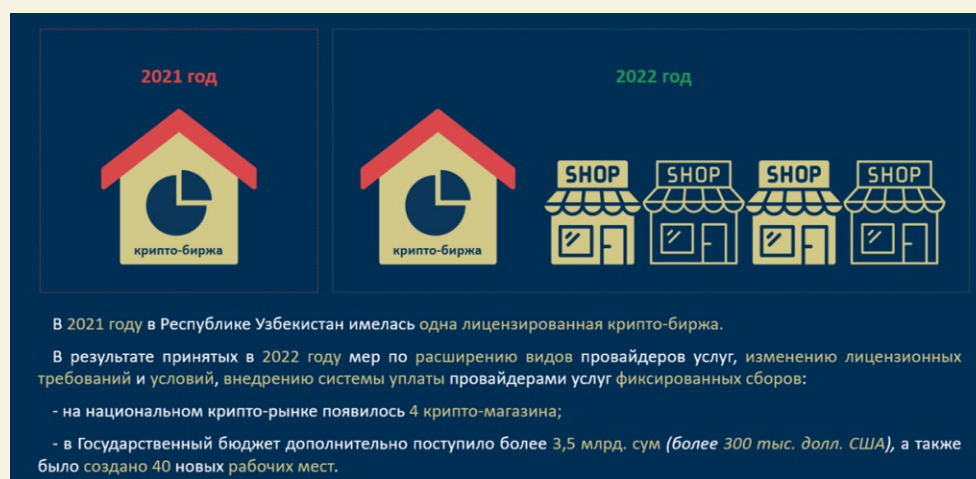 2021 год
2022 год
крипто-биржа
крипто-биржа
SHOP
SHOP
SHOP
SHOP
В 2021 году в Республике Узбекистан имелась одна лицензированная крипто-биржа.
В результате принятых в 2022 году мер по расширению видов провайдеров услуг, изменению лицензионных
требований и условий, внедрению системы уплаты провайдерами услуг фиксированных сборов:
- на национальном крипто-рынке появилось 4 крипто-магазина;
- в Государственный бюджет дополнительно поступило более 3,5 млрд. сум (более 300 тыс. долл. США), а также
было создано 40 новых рабочих мест.